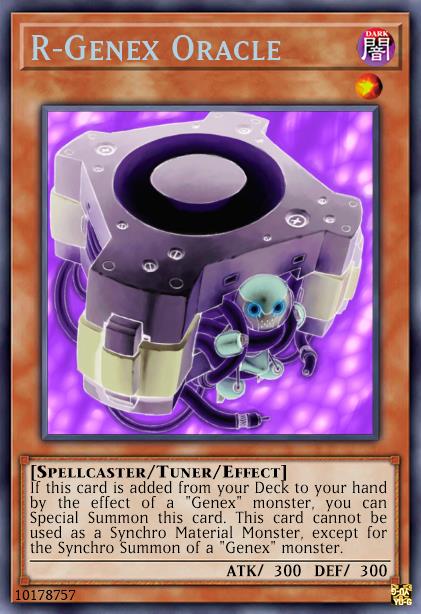 R-Genex Oracle
DARK
闇
[Spellcaster/Tuner/Effect]
If this card is added from your Deck to your hand
by the effect of a "Genex" monster, you can
Special Summon this card. This card cannot be
used as a Synchro Material Monster, except for
the Synchro Summon of a "Genex" monster.
ATK/ 300 DEF/ 300
10178757